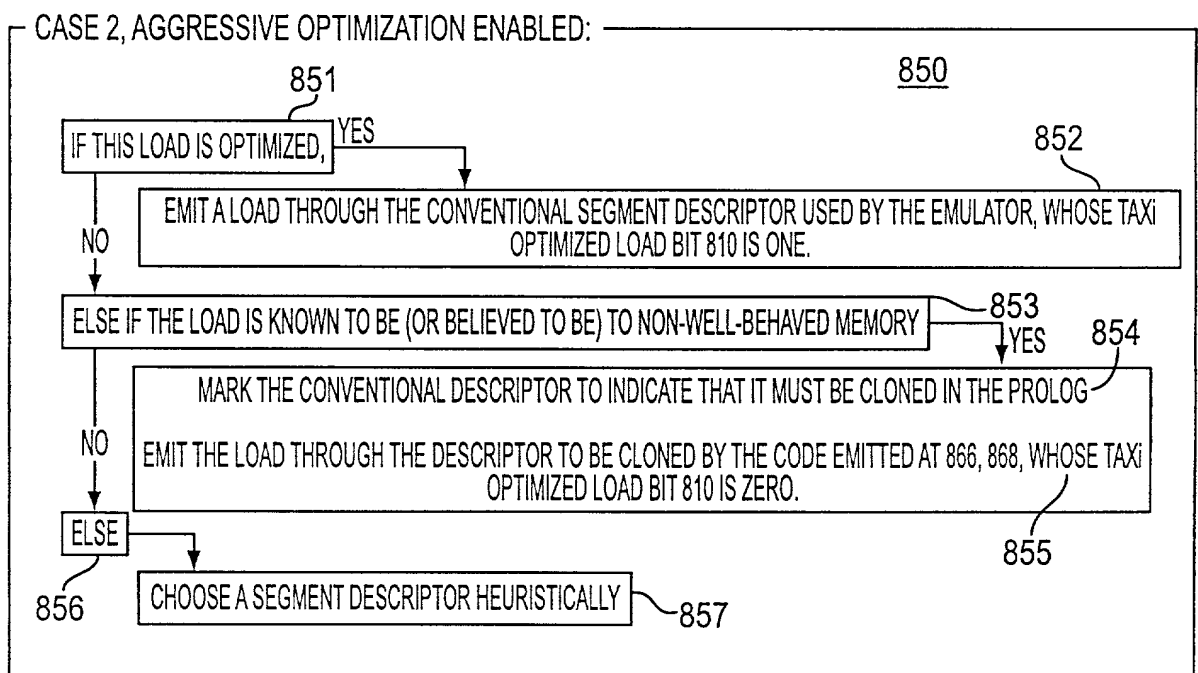 CASE 2, AGGRESSIVE OPTIMIZATION ENABLED:
850
851
IF THIS LOAD IS OPTIMIZED,
YES
852
EMIT A LOAD THROUGH THE CONVENTIONAL SEGMENT DESCRIPTOR USED BY THE EMULATOR, WHOSE TAXi
OPTIMIZED LOAD BIT 810 IS ONE.
NO
853
ELSE IF THE LOAD IS KNOWN TO BE (OR BELIEVED TO BE) TO NON-WELL-BEHAVED MEMORY
YES
854
MARK THE CONVENTIONAL DESCRIPTOR TO INDICATE THAT IT MUST BE CLONED IN THE PROLOG
EMIT THE LOAD THROUGH THE DESCRIPTOR TO BE CLONED BY THE CODE EMITTED AT 866, 868, WHOSE TAXi
OPTIMIZED LOAD BIT 810 IS ZERO.
NO
855
ELSE
856
CHOOSE A SEGMENT DESCRIPTOR HEURISTICALLY
857